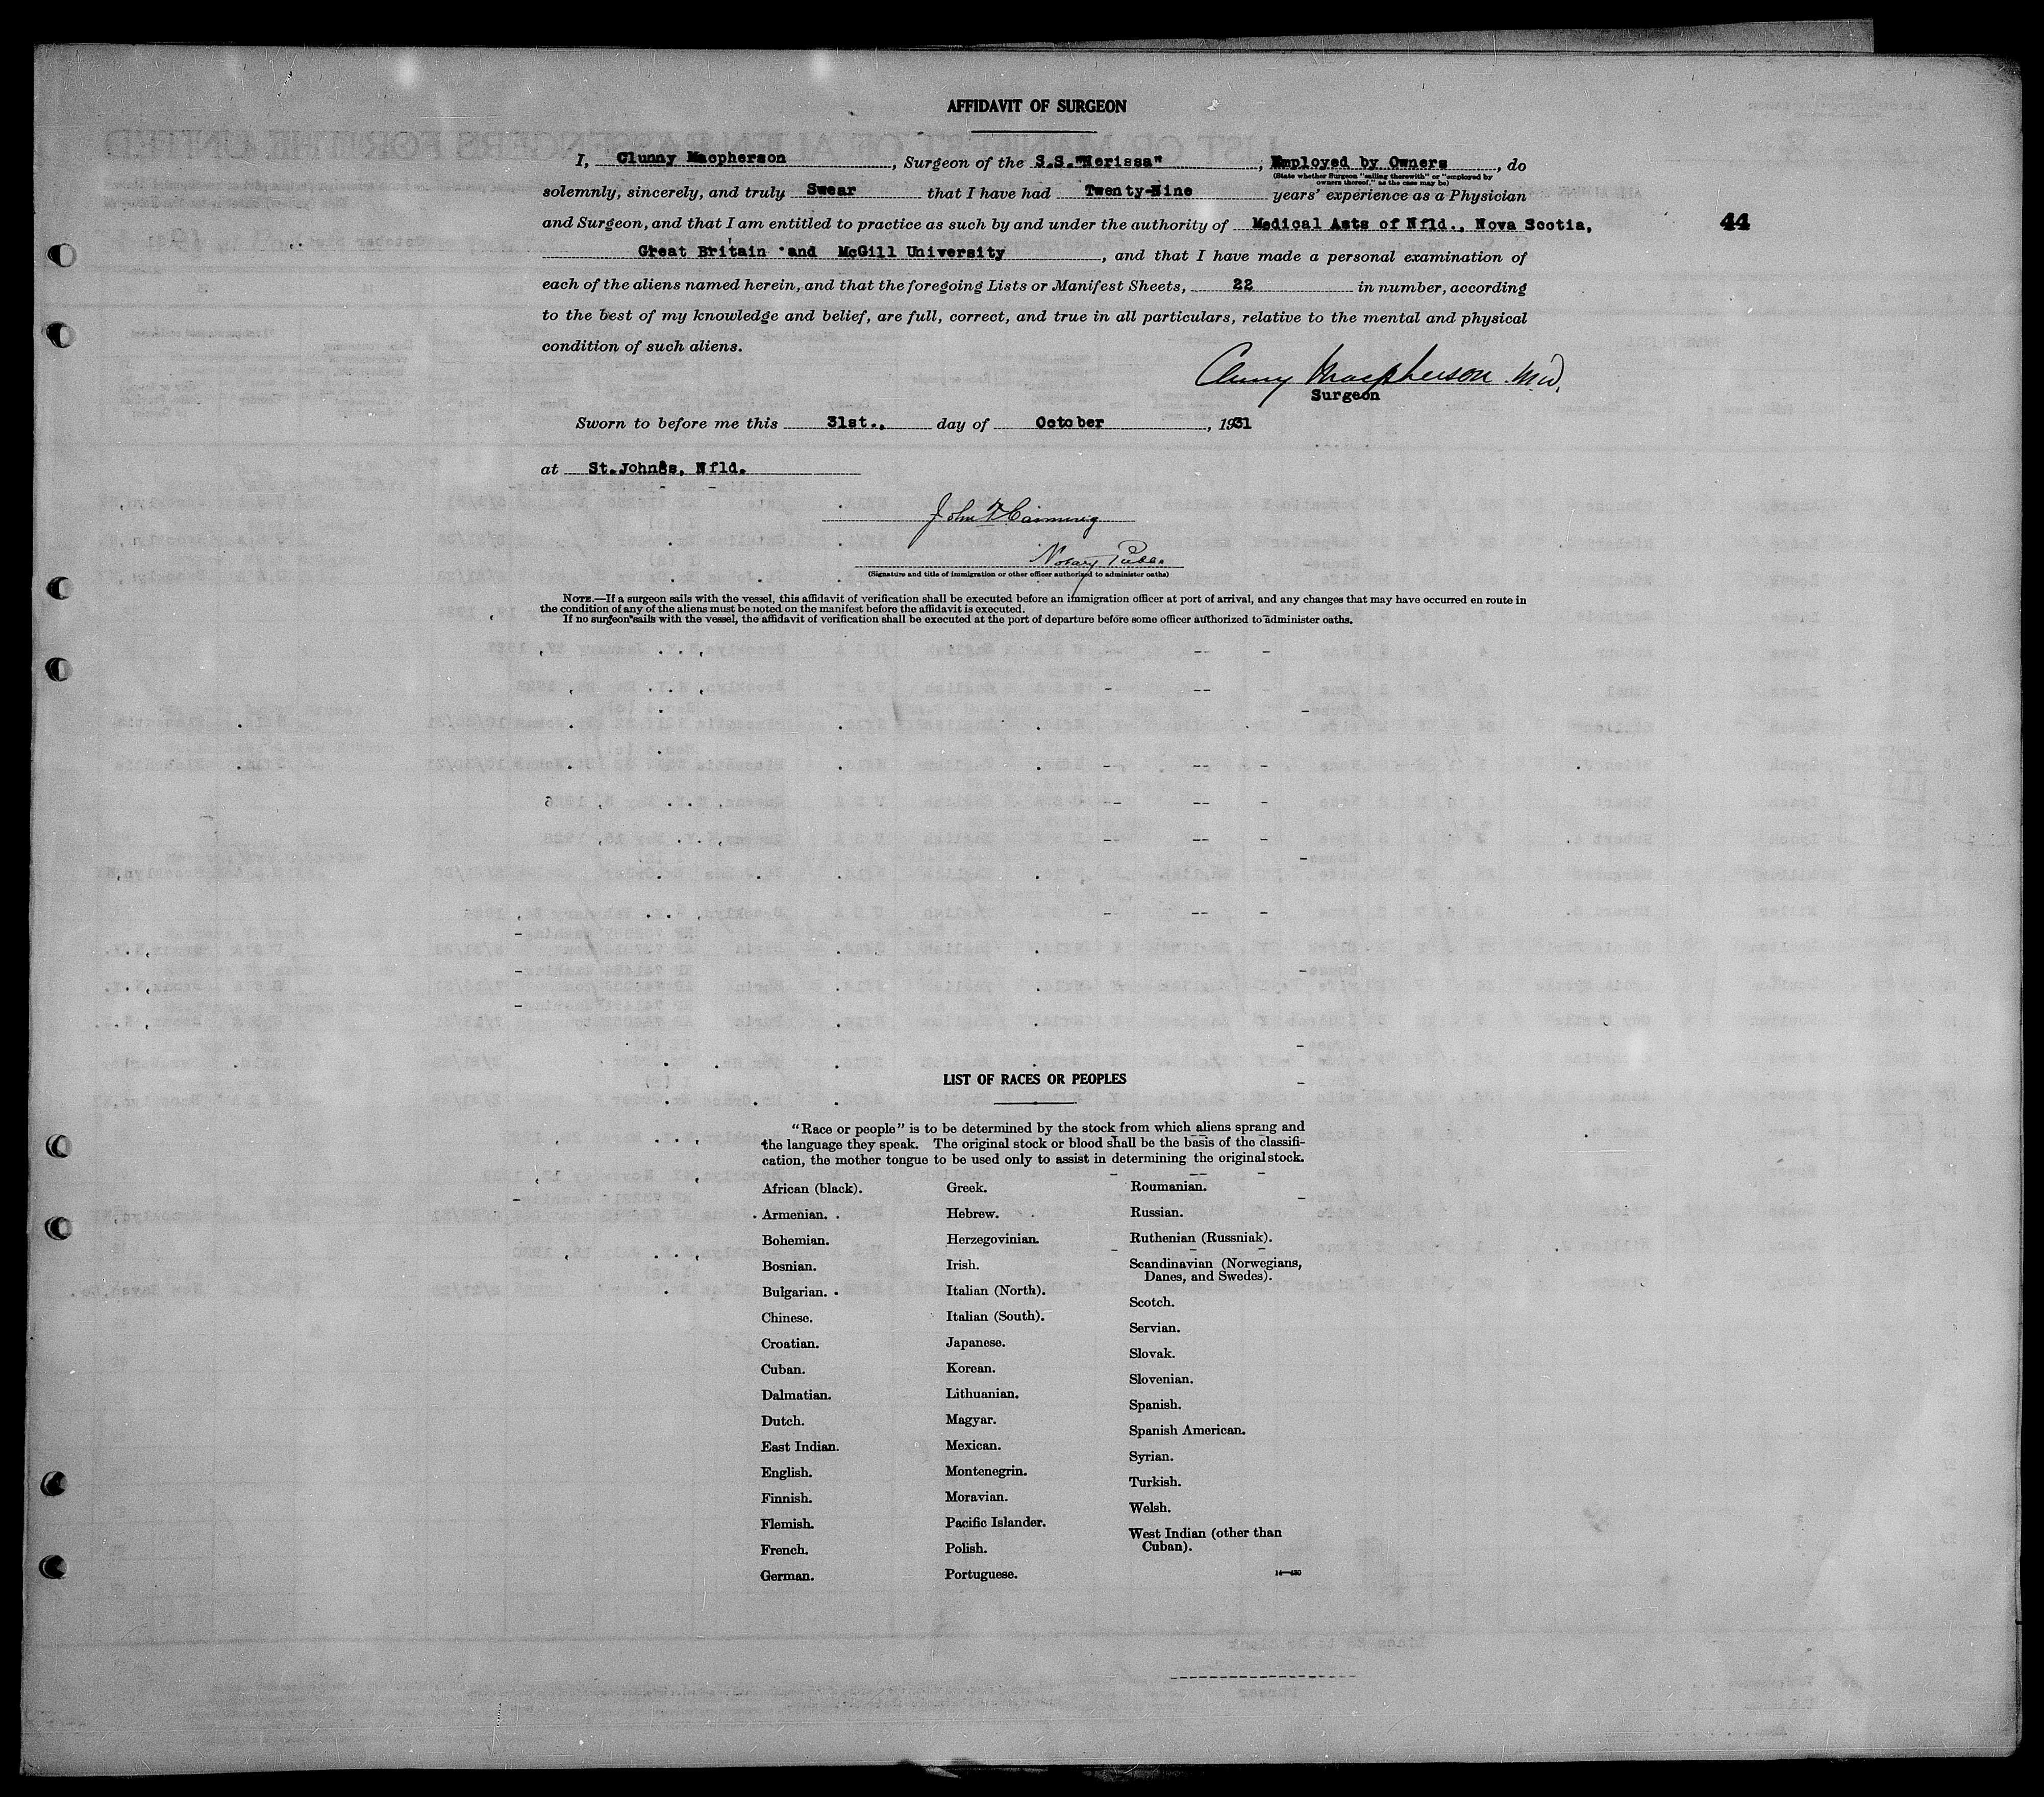 AFFIDAVIT OF SURGEON
I, Clunny Macpherson, Surgeon of the S.S."Nerissa", Employed by Owners, do
(State whether Surgeon "sailing therewith" or "employed by
owners thereof," as the case may be)
solemnly, sincerely, and truly Swear that I have had Twenty-Nine years' experience as a Physician
and Surgeon, and that I am entitled to practice as such by and under the authority of Medical Asts of Nfld., Nova Scotia,
44
Great Britain and McGill University, and that I have made a personal examination of
each of the aliens named herein, and that the foregoing Lists or Manifest Sheets, 22 in number, according
to the best of my knowledge and belief, are full, correct, and true in all particulars, relative to the mental and physical
condition of such aliens.
Cluny Macpherson M.D.
Surgeon
Sworn to before me this 31st., day of October, 1931
at St.John's, Nfld.
John
Notary Public
(Signature and title of immigration or other officer authorized to administer oaths)
NOTE.—If a surgeon sails with the vessel, this affidavit of verification shall be executed before an immigration officer at port of arrival, and any changes that may have occurred en route in
the condition of any of the aliens must be noted on the manifest before the affidavit is executed.
If no surgeon sails with the vessel, the affidavit of verification shall be executed at the port of departure before some officer authorized to administer oaths.
LIST OF RACES OR PEOPLES
"Race or people" is to be determined by the stock from which aliens sprang and
the language they speak. The original stock or blood shall be the basis of the classifi-
cation, the mother tongue to be used only to assist in determining the original stock.
African (black).
Armenian.
Bohemian.
Bosnian.
Bulgarian.
Chinese.
Croatian.
Cuban.
Dalmatian.
Dutch.
East Indian.
English.
Finnish.
Flemish.
French.
German.
Greek.
Hebrew.
Herzegovinian.
Irish.
Italian (North).
Italian (South).
Japanese.
Korean.
Lithuanian.
Magyar.
Mexican.
Montenegrin.
Moravian.
Pacific Islander.
Polish.
Portuguese.
Roumanian.
Russian.
Ruthenian (Russniak).
Scandinavian (Norwegians,
Danes, and Swedes).
Scotch.
Servian.
Slovak.
Slovenian.
Spanish.
Spanish American.
Syrian.
Turkish.
Welsh.
West Indian (other than
Cuban).
14—430